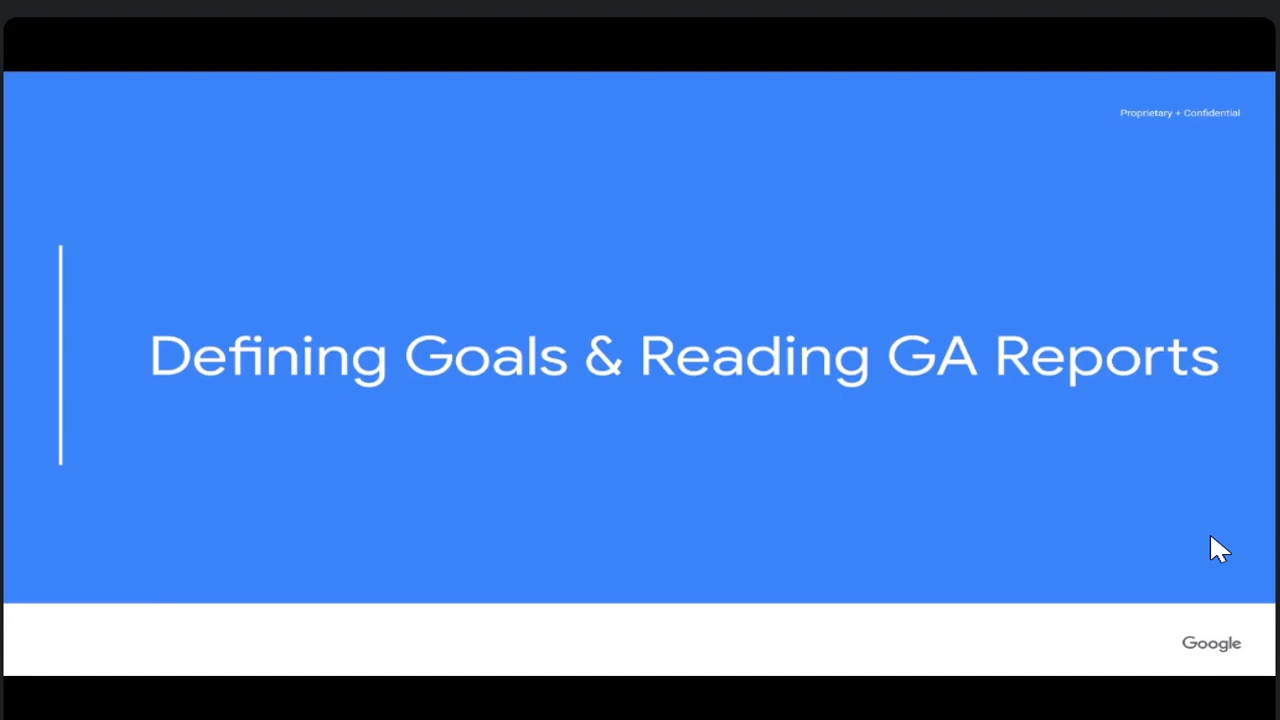 Proprietary + Confidential
Defining Goals & Reading GA Reports
Google